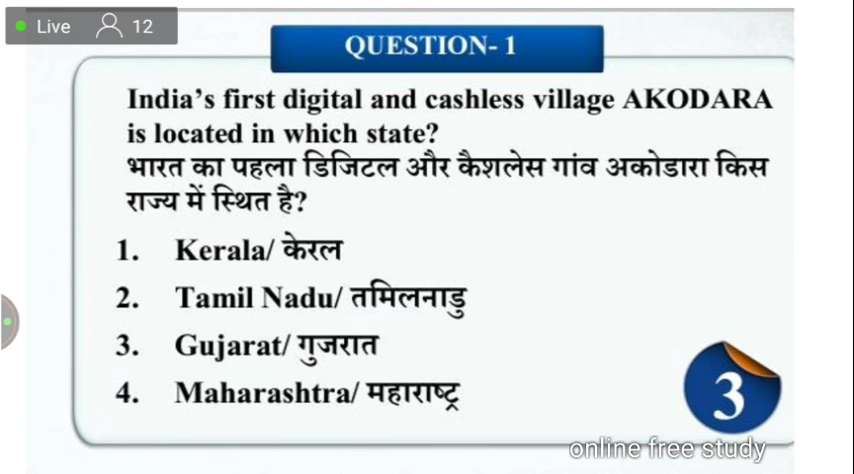 Live 12
QUESTION- 1
India's first digital and cashless village AKODARA
is located in which state?
भारत का पहला डिजिटल और कैशलेस गांव अकोडारा किस
राज्य में स्थित है?
1. Kerala/ केरल
2. Tamil Nadu/ तमिलनाडु
3. Gujarat/ गुजरात
4. Maharashtra/ महाराष्ट्र
3
online free study